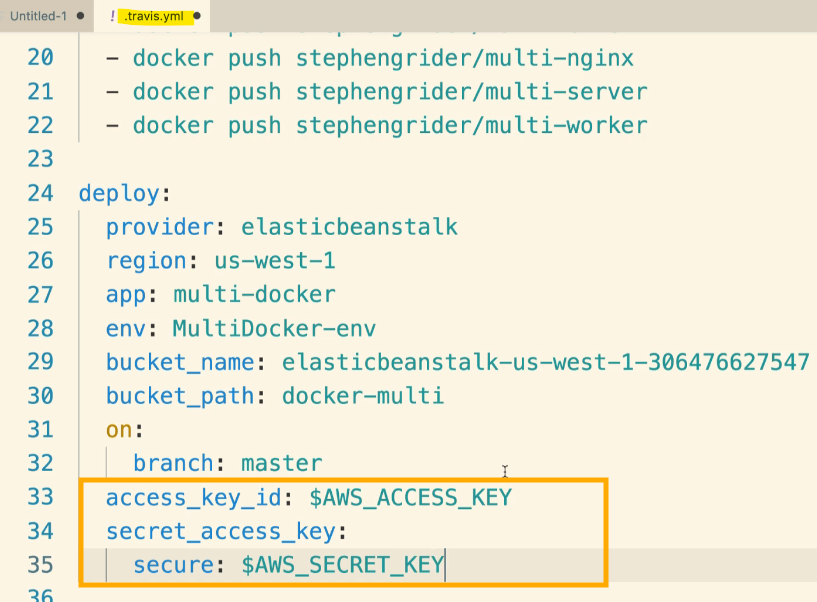 Untitled-1
! .travis.yml
20 - docker push stephengrider/multi-nginx
21 - docker push stephengrider/multi-server
22 - docker push stephengrider/multi-worker
23
24 deploy:
25 provider: elasticbeanstalk
26 region: us-west-1
27 app: multi-docker
28 env: MultiDocker-env
29 bucket_name: elasticbeanstalk-us-west-1-306476627547
30 bucket_path: docker-multi
31 on:
32 branch: master
33 access_key_id: $AWS_ACCESS_KEY
34 secret_access_key:
35 secure: $AWS_SECRET_KEY
36